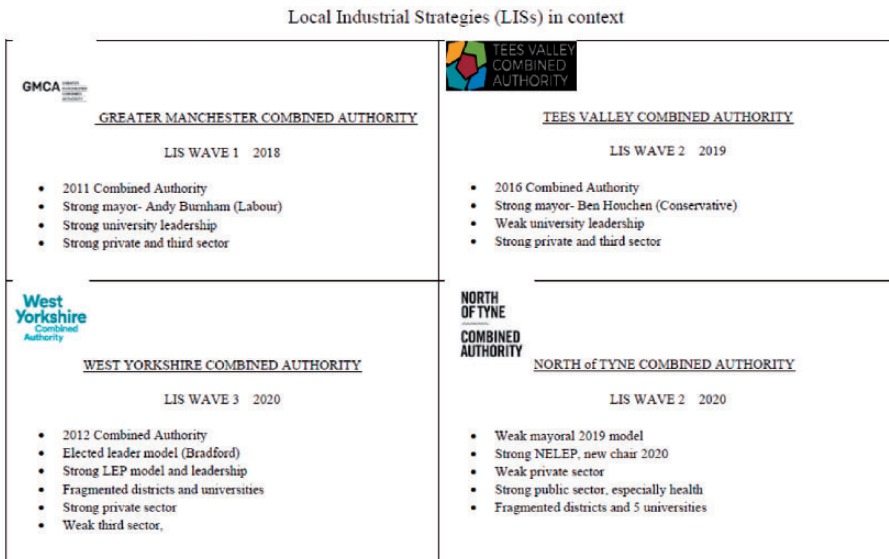 Local Industrial Strategies (LISs) in context
GMCA
GREATER MANCHESTER COMBINED AUTHORITY
LIS WAVE 1 2018
• 2011 Combined Authority
• Strong mayor- Andy Burnham (Labour)
• Strong university leadership
• Strong private and third sector
TEES VALLEY
COMBINED
AUTHORITY
TEES VALLEY COMBINED AUTHORITY
LIS WAVE 2 2019
• 2016 Combined Authority
• Strong mayor- Ben Houchen (Conservative)
• Weak university leadership
• Strong private and third sector
West
Yorkshire
Combined
Authority
WEST YORKSHIRE COMBINED AUTHORITY
LIS WAVE 3 2020
• 2012 Combined Authority
• Elected leader model (Bradford)
• Strong LEP model and leadership
• Fragmented districts and universities
• Strong private sector
• Weak third sector,
NORTH
OF TYNE
COMBINED
AUTHORITY
NORTH of TYNE COMBINED AUTHORITY
LIS WAVE 2 2020
• Weak mayoral 2019 model
• Strong NELEP, new chair 2020
• Weak private sector
• Strong public sector, especially health
• Fragmented districts and 5 universities